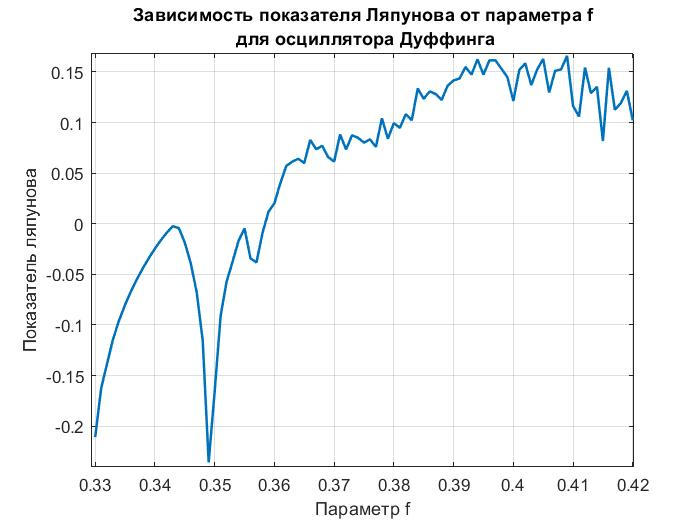 Зависимость показателя Ляпунова от параметра f
для осциллятора Дуффинга
0.15
0.1
0.05
0
-0.05
-0.1
-0.15
-0.2
Показатель ляпунова
0.33 0.34 0.35 0.36 0.37 0.38 0.39 0.4 0.41 0.42
Параметр f